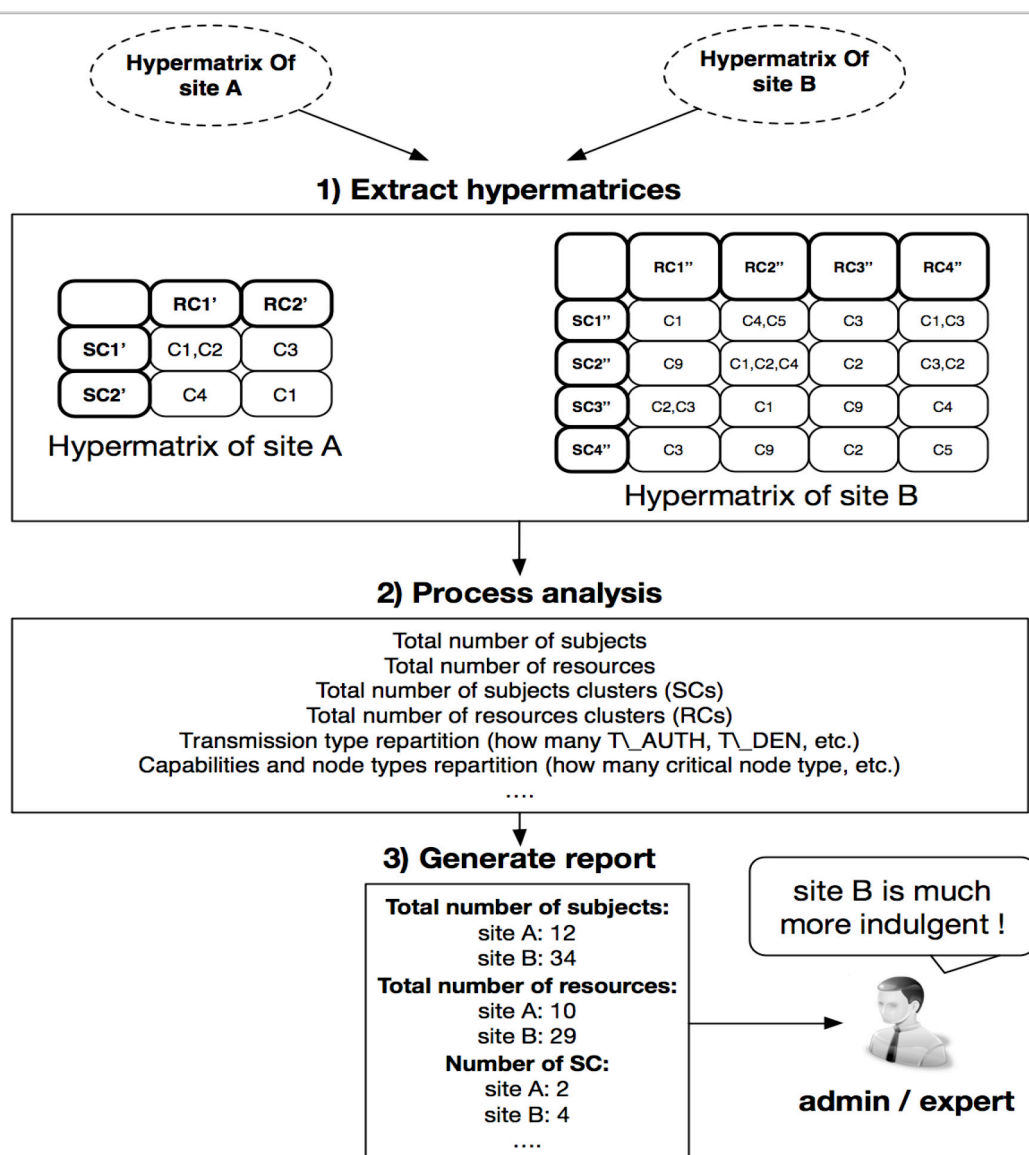 Hypermatrix Of
site A
Hypermatrix Of
site B
1) Extract hypermatrices
RC1’ RC2’
SC1’ C1,C2 C3
SC2’ C4 C1
Hypermatrix of site A
RC1” RC2” RC3” RC4”
SC1” C1 C4,C5 C3 C1,C3
SC2” C9 C1,C2,C4 C2 C3,C2
SC3” C2,C3 C1 C9 C4
SC4” C3 C9 C2 C5
Hypermatrix of site B
2) Process analysis
Total number of subjects
Total number of resources
Total number of subjects clusters (SCs)
Total number of resources clusters (RCs)
Transmission type repartition (how many T\_AUTH, T\_DEN, etc.)
Capabilities and node types repartition (how many critical node type, etc.)
....
3) Generate report
Total number of subjects:
site A: 12
site B: 34
Total number of resources:
site A: 10
site B: 29
Number of SC:
site A: 2
site B: 4
....
site B is much
more indulgent !
admin / expert